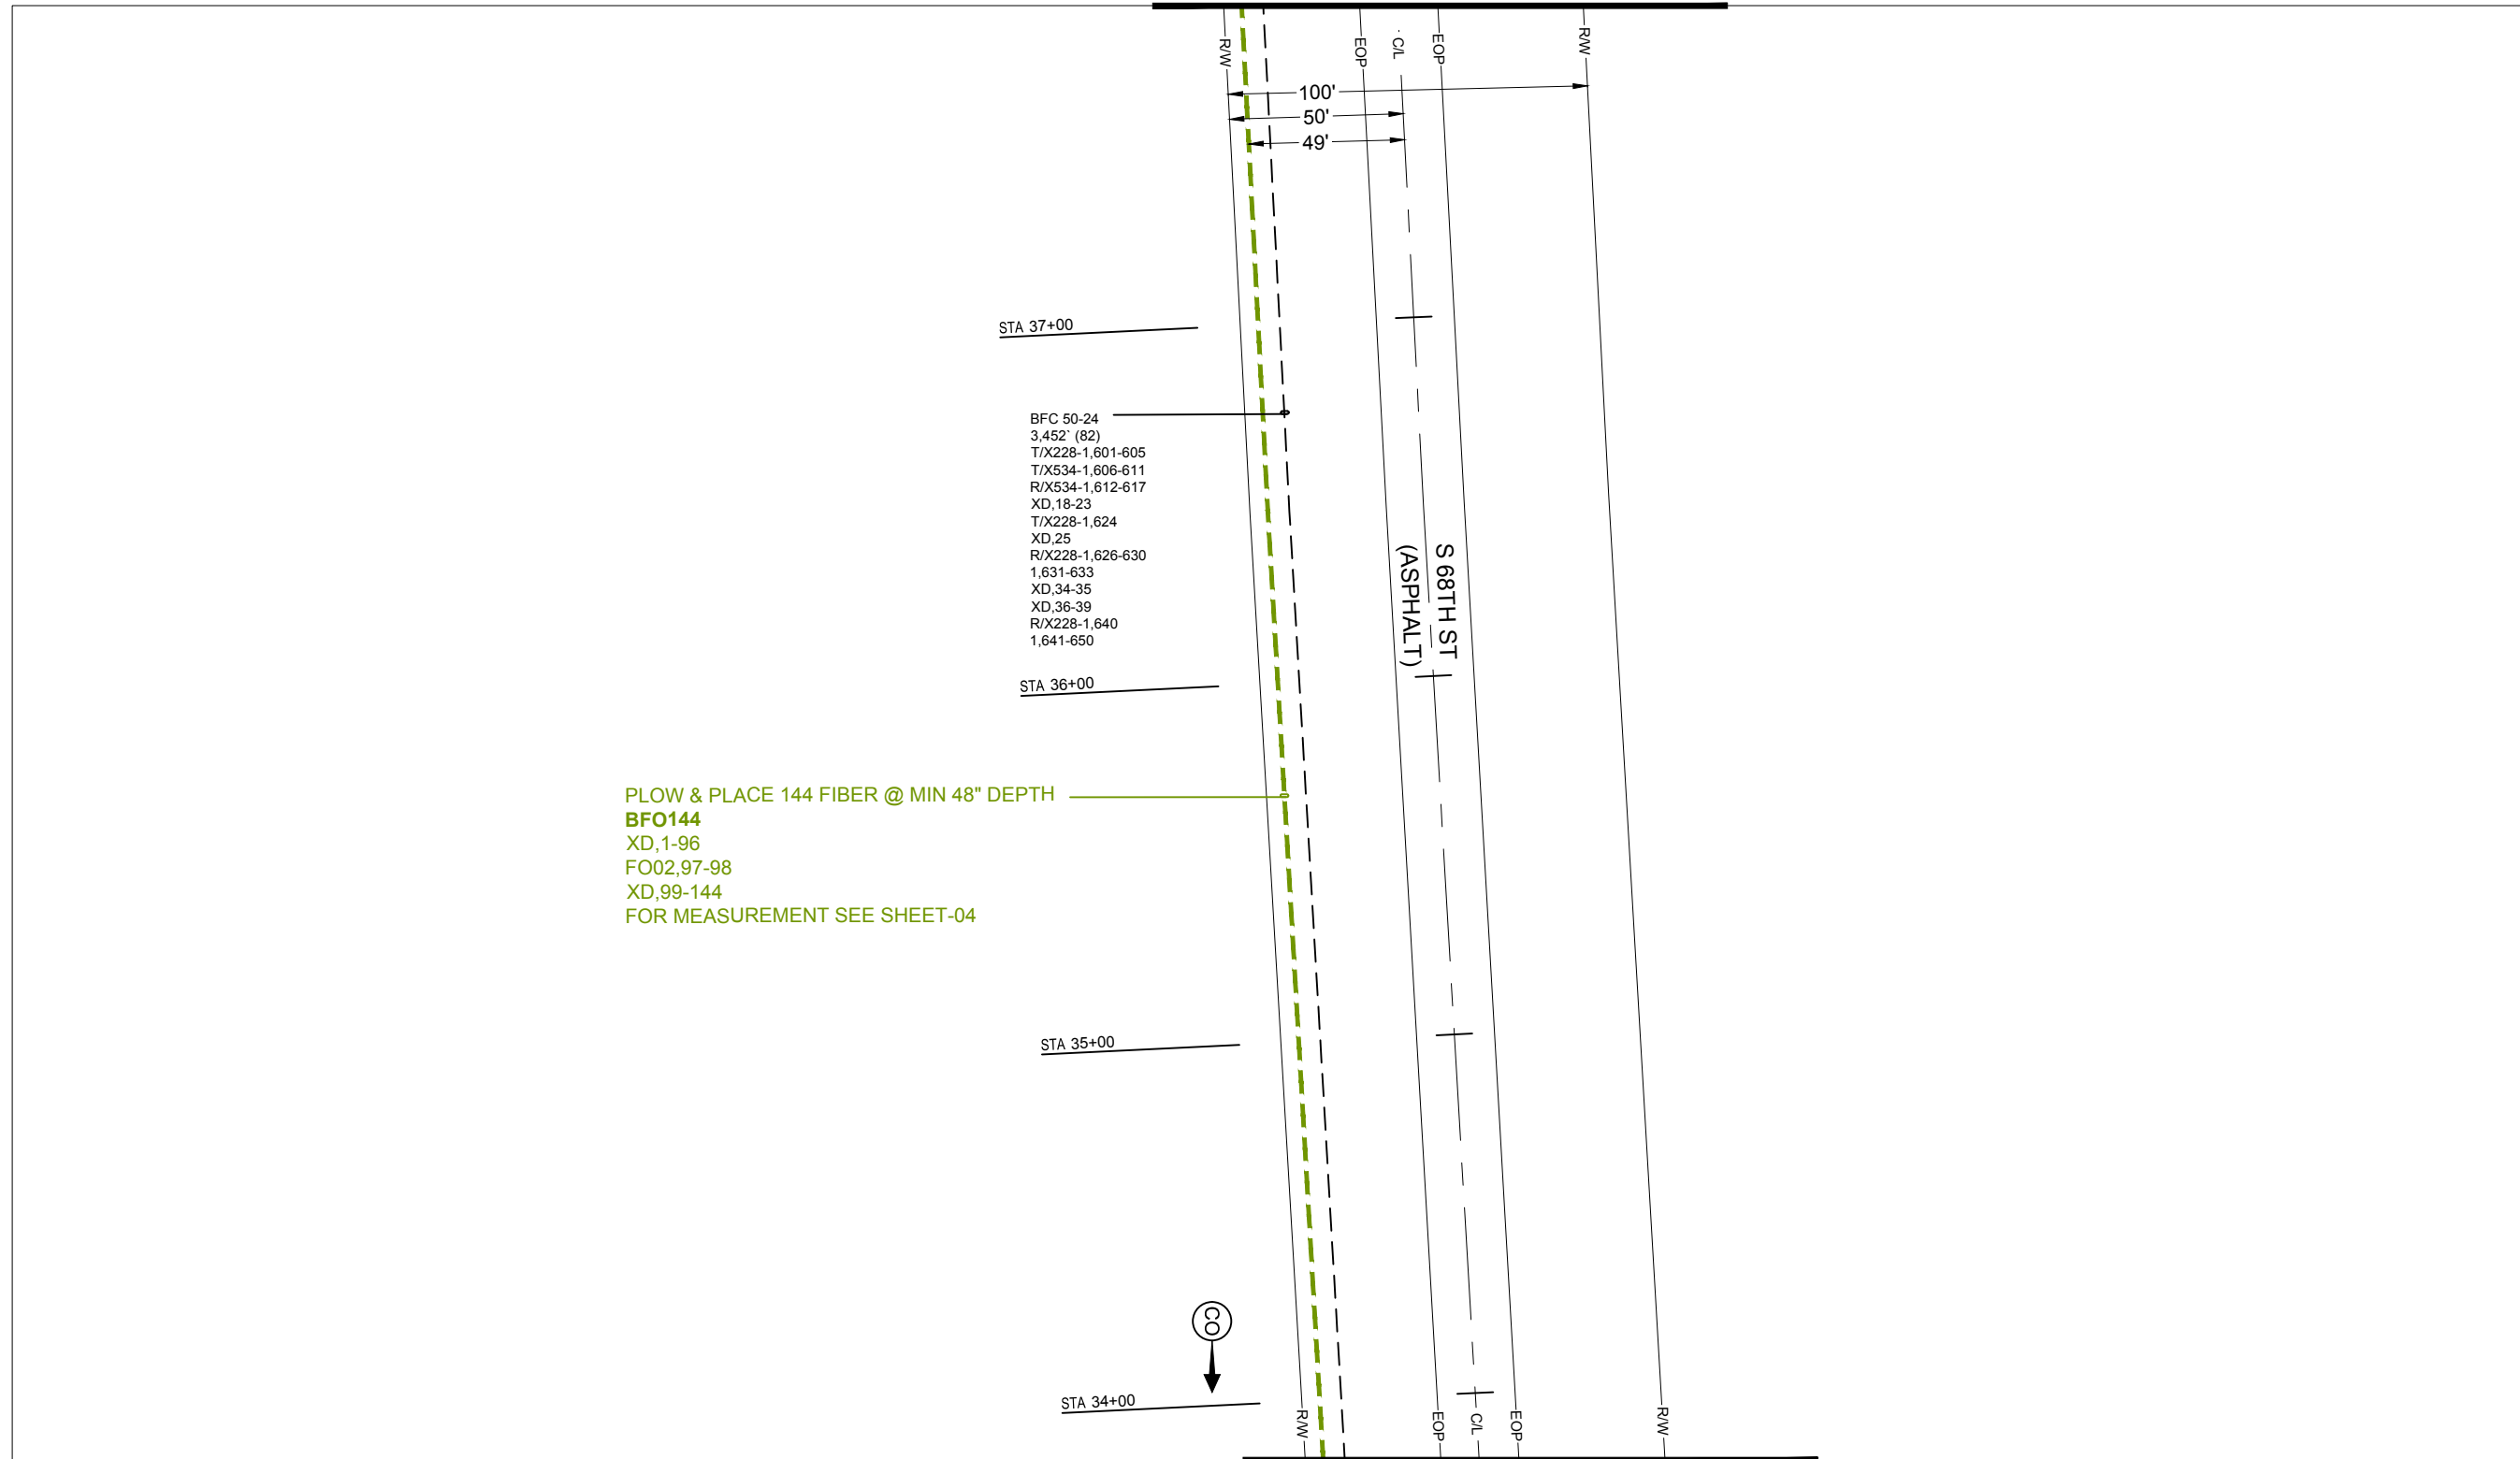 R/W
EOP
C/L
EOP
R/W
100'
50'
49'
STA 37+00
BFC 50-24
3,452` (82)
T/X228-1,601-605
T/X534-1,606-611
R/X534-1,612-617
XD,18-23
T/X228-1,624
XD,25
R/X228-1,626-630
1,631-633
XD,34-35
XD,36-39
R/X228-1,640
1,641-650
S 68TH ST
(ASPHALT)
STA 36+00
PLOW & PLACE 144 FIBER @ MIN 48" DEPTH
BFO144
XD,1-96
FO02,97-98
XD,99-144
FOR MEASUREMENT SEE SHEET-04
STA 35+00
CO
STA 34+00
R/W
EOP
C/L
EOP
R/W